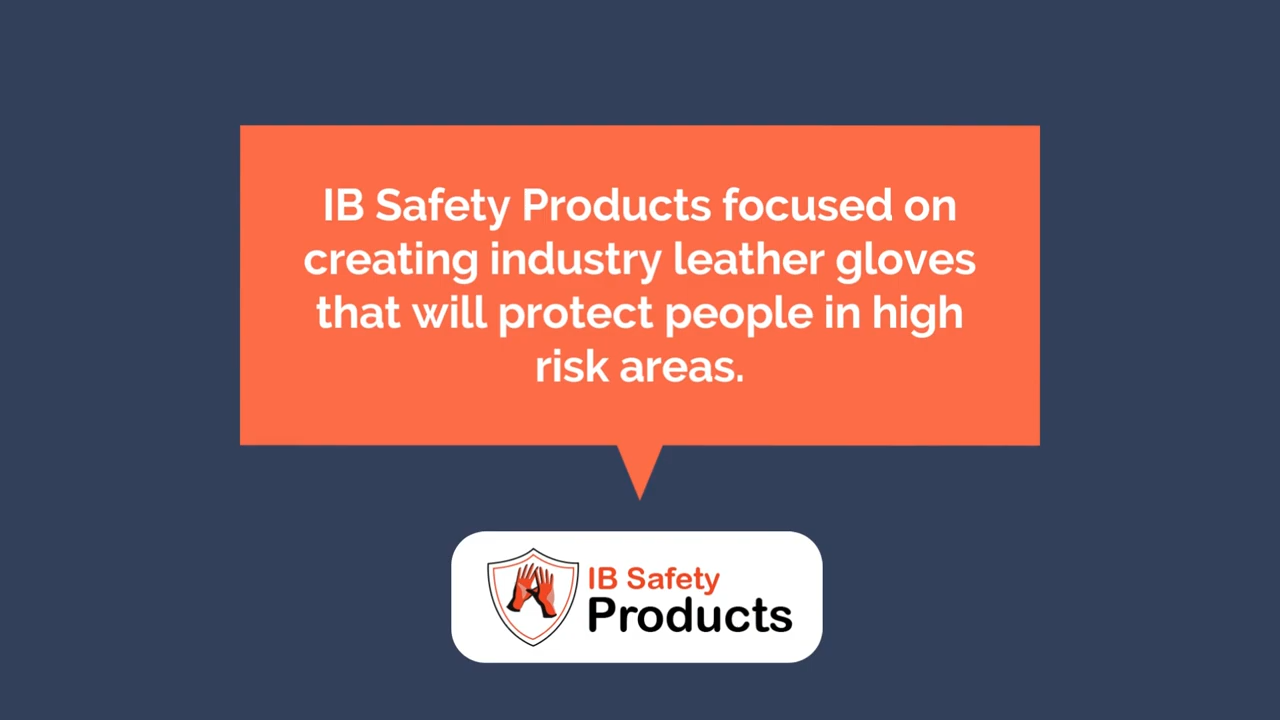 IB Safety Products focused on
creating industry leather gloves
that will protect people in high
risk areas.
IB Safety
Products